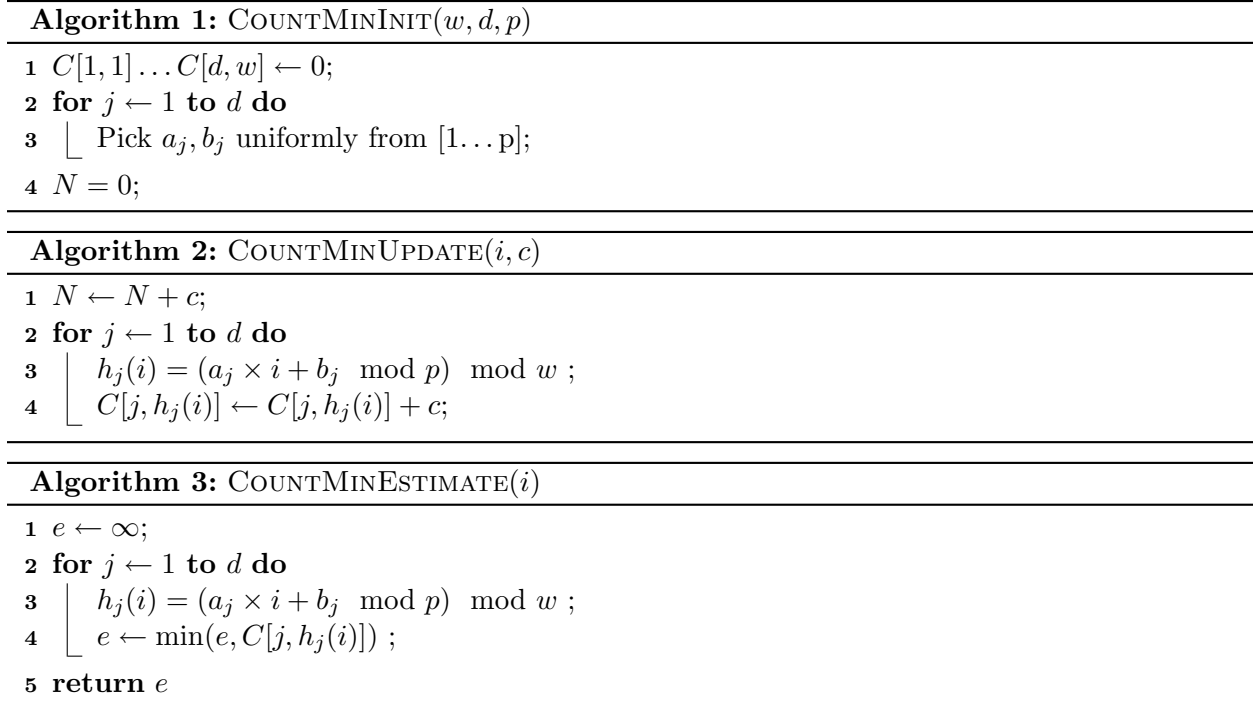 Algorithm 1: COUNTMININIT(w, d, p)
1 C[1, 1] . . . C[d, w] ← 0;
2 for j ← 1 to d do
3 Pick a_j, b_j uniformly from [1. . . p];
4 N = 0;
Algorithm 2: COUNTMINUPDATE(i, c)
1 N ← N + c;
2 for j ← 1 to d do
3 h_j(i) = (a_j × i + b_j mod p) mod w ;
4 C[j, h_j(i)] ← C[j, h_j(i)] + c;
Algorithm 3: COUNTMINESTIMATE(i)
1 e ← ∞;
2 for j ← 1 to d do
3 h_j(i) = (a_j × i + b_j mod p) mod w ;
4 e ← min(e, C[j, h_j(i)]) ;
5 return e